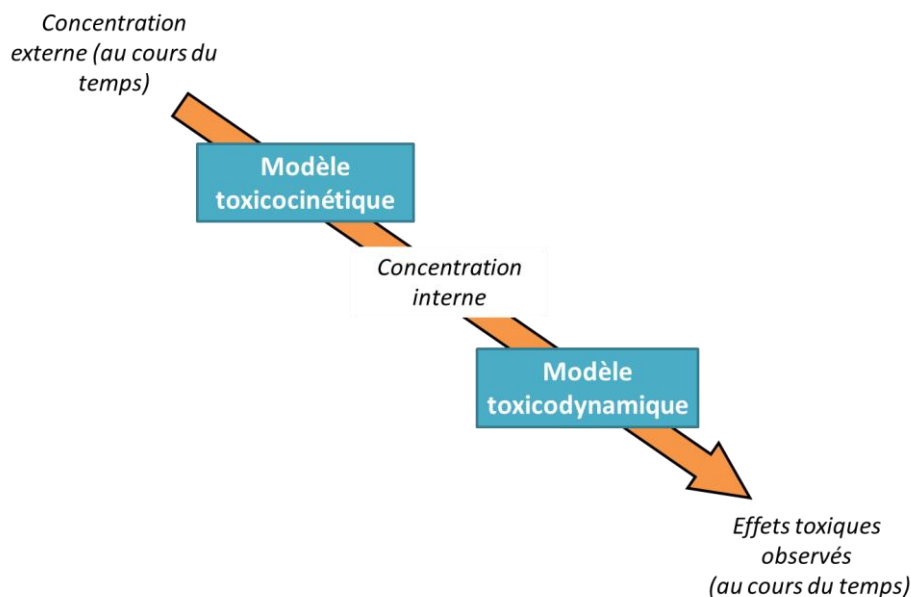 Concentration
externe (au cours du
temps)
Modèle
toxicocinétique
Concentration
interne
Modèle
toxicodynamique
Effets toxiques
observés
(au cours du temps)